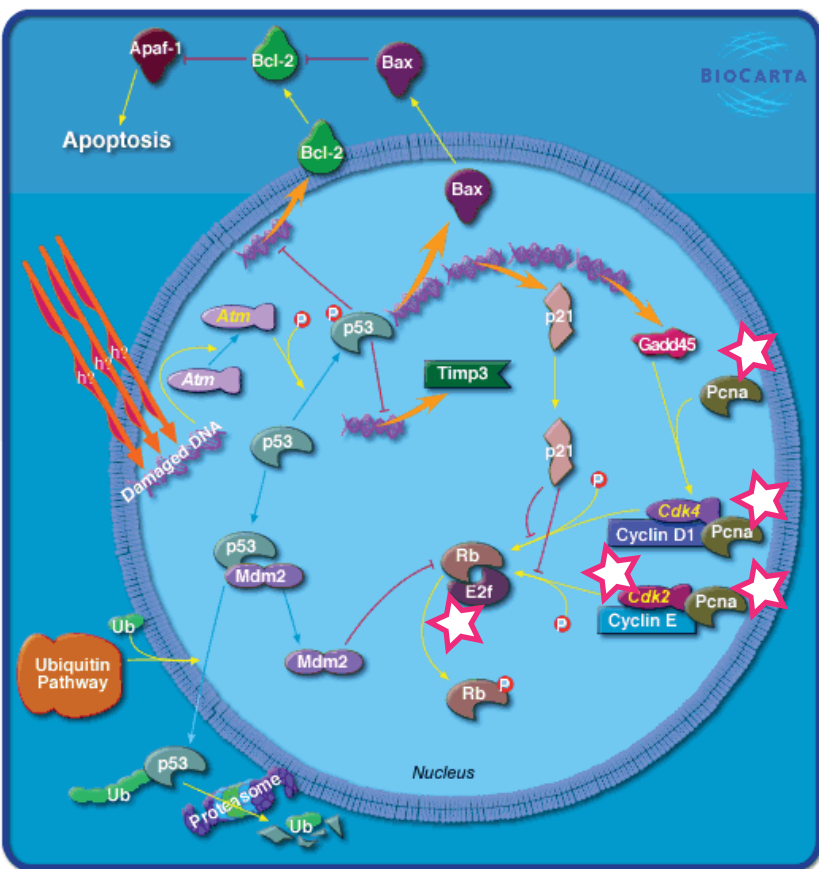 Apaf-1
Bcl-2
Bax
BIOCARTA
Apoptosis
Bcl-2
Bax
Atm
P
P
p53
p21
Gadd45
h?
h?
h?
Atm
Timp3
Pcna
Damaged DNA
p53
p21
P
Cdk4
Cyclin D1
Pcna
p53
Mdm2
Rb
E2f
Cdk2
Pcna
Cyclin E
Ub
P
Ubiquitin
Pathway
Mdm2
Rb
P
p53
Nucleus
Ub
Proteasome
Ub